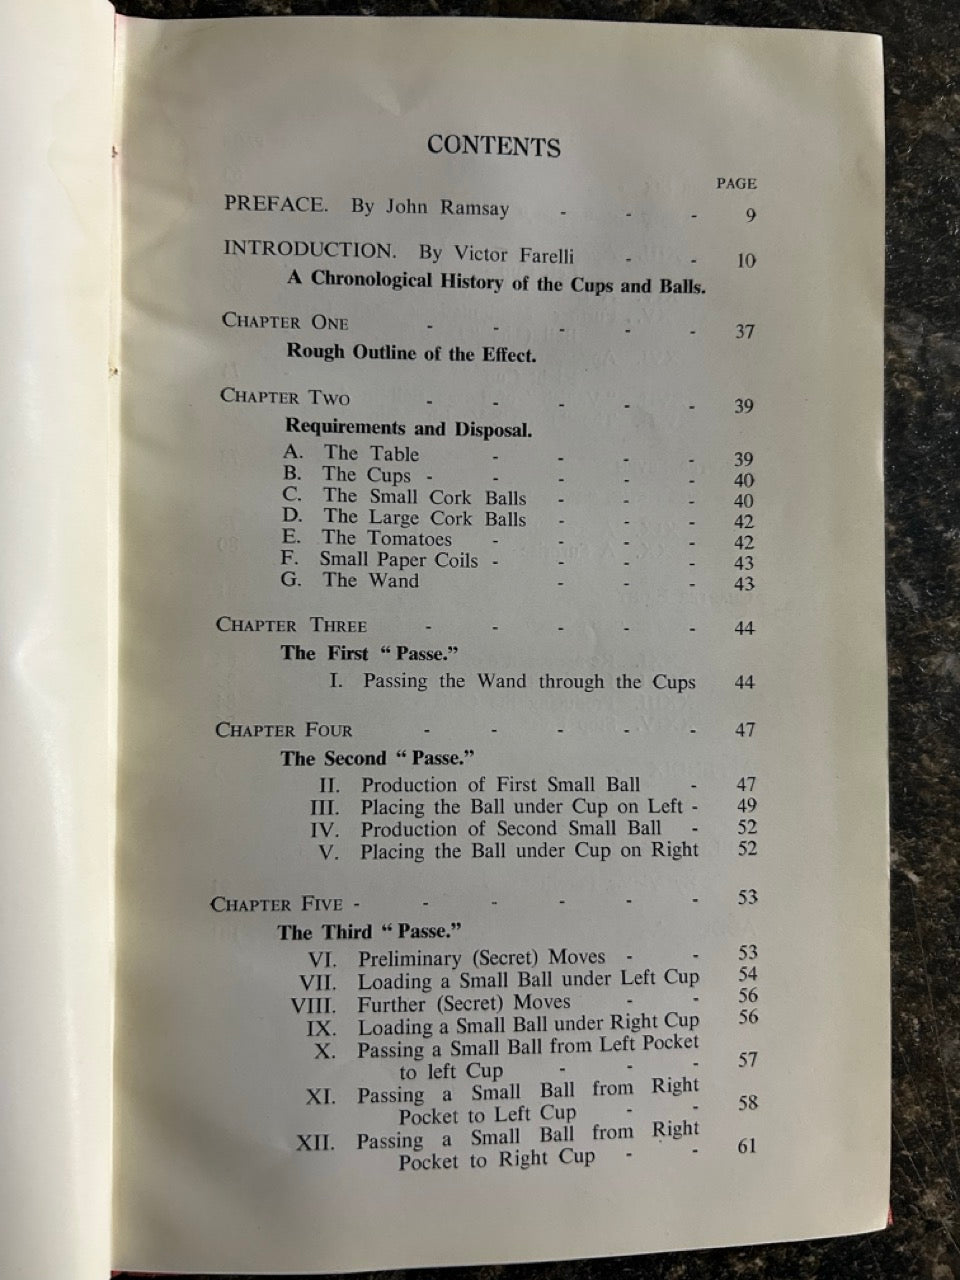 CONTENTS
PAGE
PREFACE. By John Ramsay - - - 9
INTRODUCTION. By Victor Farelli - - 10
A Chronological History of the Cups and Balls.
CHAPTER ONE - - - - - 37
Rough Outline of the Effect.
CHAPTER TWO - - - - - 39
Requirements and Disposal.
A. The Table - - - - 39
B. The Cups - - - - - 40
C. The Small Cork Balls - - - 40
D. The Large Cork Balls - - - 42
E. The Tomatoes - - - - 42
F. Small Paper Coils - - - - 43
G. The Wand - - - 43
CHAPTER THREE - - - - - 44
The First “ Passe.”
I. Passing the Wand through the Cups 44
CHAPTER FOUR - - - - - 47
The Second “ Passe.”
II. Production of First Small Ball - 47
III. Placing the Ball under Cup on Left - 49
IV. Production of Second Small Ball - 52
V. Placing the Ball under Cup on Right 52
CHAPTER FIVE - - - - - - 53
The Third “ Passe.”
VI. Preliminary (Secret) Moves - - 53
VII. Loading a Small Ball under Left Cup 54
VIII. Further (Secret) Moves - - 56
IX. Loading a Small Ball under Right Cup 56
X. Passing a Small Ball from Left Pocket
to left Cup - - - 57
XI. Passing a Small Ball from Right
Pocket to Left Cup - - 58
XII. Passing a Small Ball from Right
Pocket to Right Cup - - 61